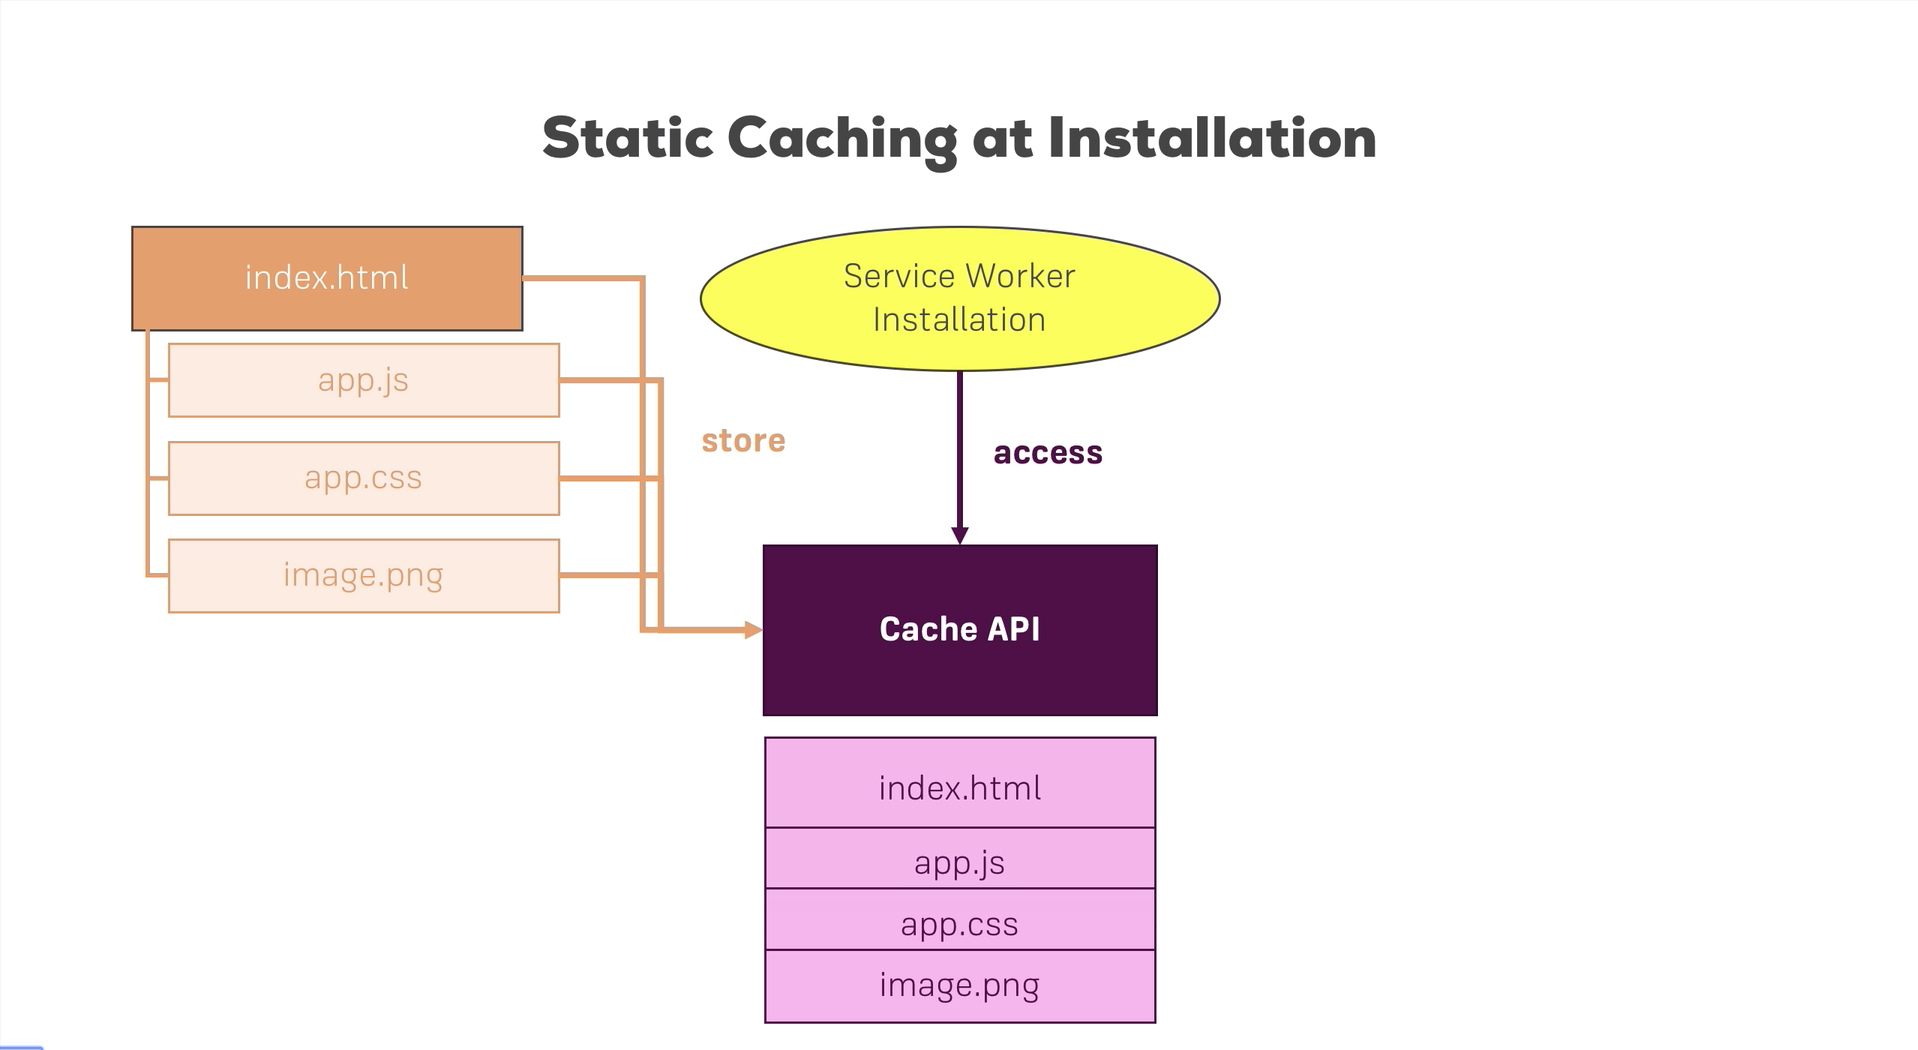 Static Caching at Installation
index.html
app.js
app.css
image.png
store
Service Worker
Installation
access
Cache API
index.html
app.js
app.css
image.png